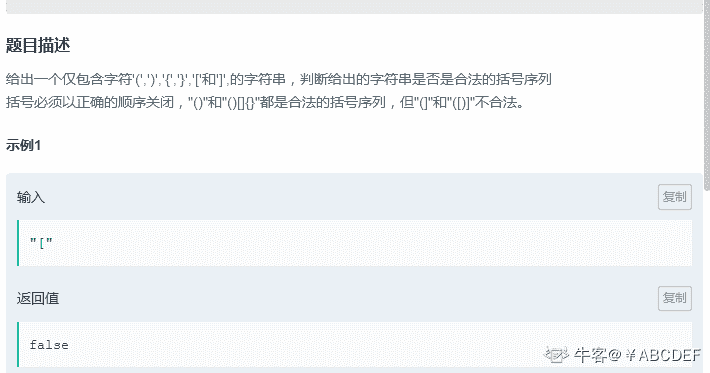 题目描述
给出一个仅包含字符'(',')','{','}','['和']',的字符串，判断给出的字符串是否是合法的括号序列
括号必须以正确的顺序关闭，"()"和"()[]{}"都是合法的括号序列，但"(]"和"([)]"不合法。
示例1
输入
复制
"["
返回值
复制
false
牛客@￥ABCDEF